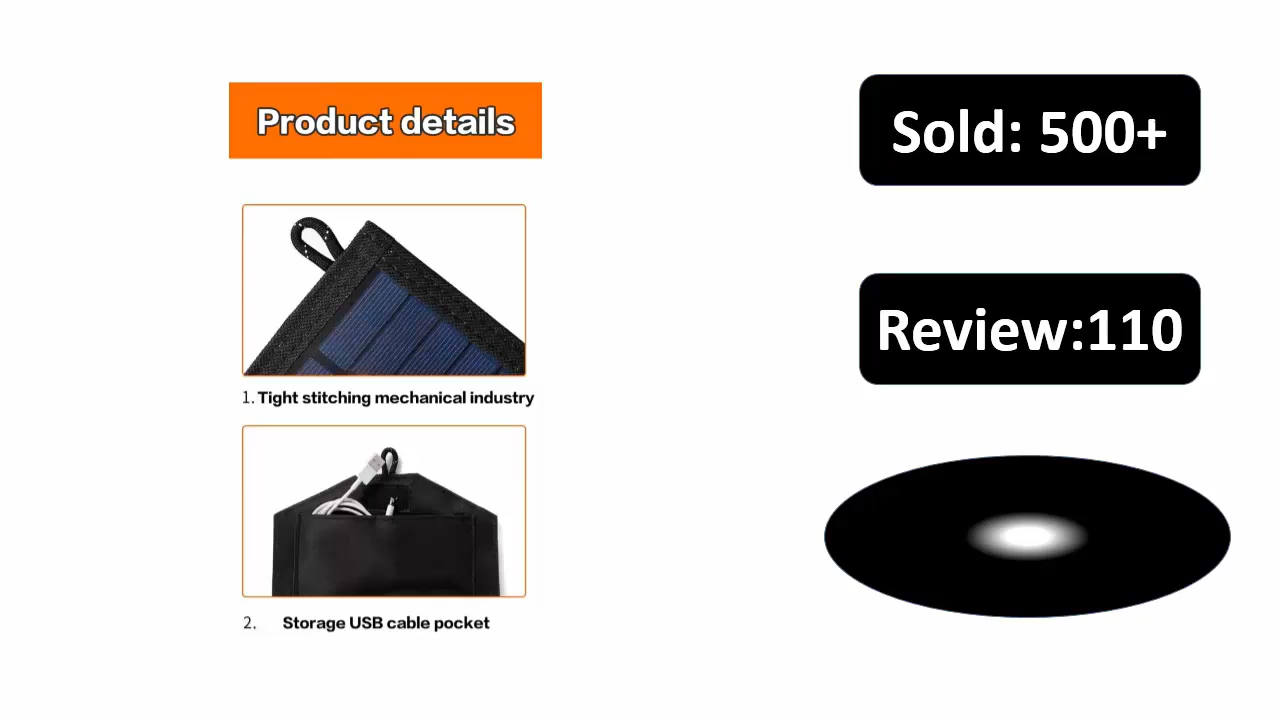 Product details
1. Tight stitching mechanical industry
2. Storage USB cable pocket
Sold: 500+
Review:110